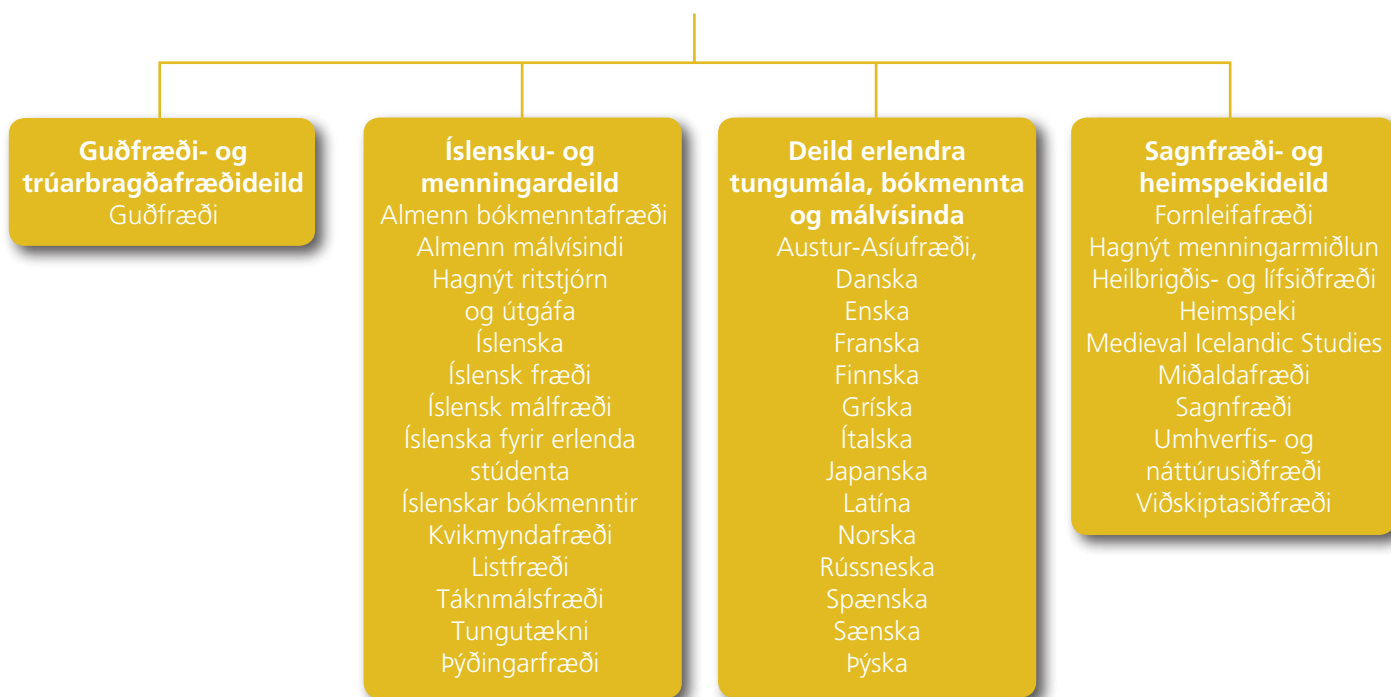 Guðfræði- og
trúarbragðafræðideild
Guðfræði
Íslensku- og
menningardeild
Almenn bókmenntafræði
Almenn málvísindi
Hagnýt ritstjórn
og útgáfa
Íslenska
Íslensk fræði
Íslensk málfræði
Íslenska fyrir erlenda
stúdenta
Íslenskar bókmenntir
Kvikmyndafræði
Listfræði
Táknmálsfræði
Tungutækni
Þýðingarfræði
Deild erlendra
tungumála, bókmennta
og málvísinda
Austur-Asíufræði,
Danska
Enska
Franska
Finnska
Gríska
Ítalska
Japanska
Latína
Norska
Rússneska
Spænska
Sænska
Þýska
Sagnfræði- og
heimspekideild
Fornleifafræði
Hagnýt menningarmiðlun
Heilbrigðis- og lífsiðfræði
Heimspeki
Medieval Icelandic Studies
Miðaldafræði
Sagnfræði
Umhverfis- og
náttúrusiðfræði
Viðskiptasiðfræði